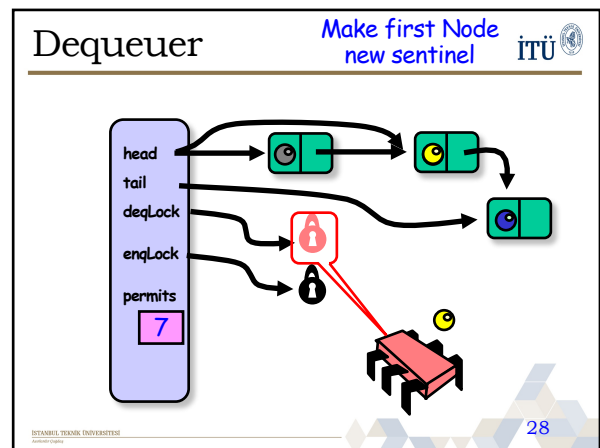 Dequeuer
Make first Node
new sentinel
İTÜ
head
tail
deqLock
enqLock
permits
7
İSTANBUL TEKNİK ÜNİVERSİTESİ
28